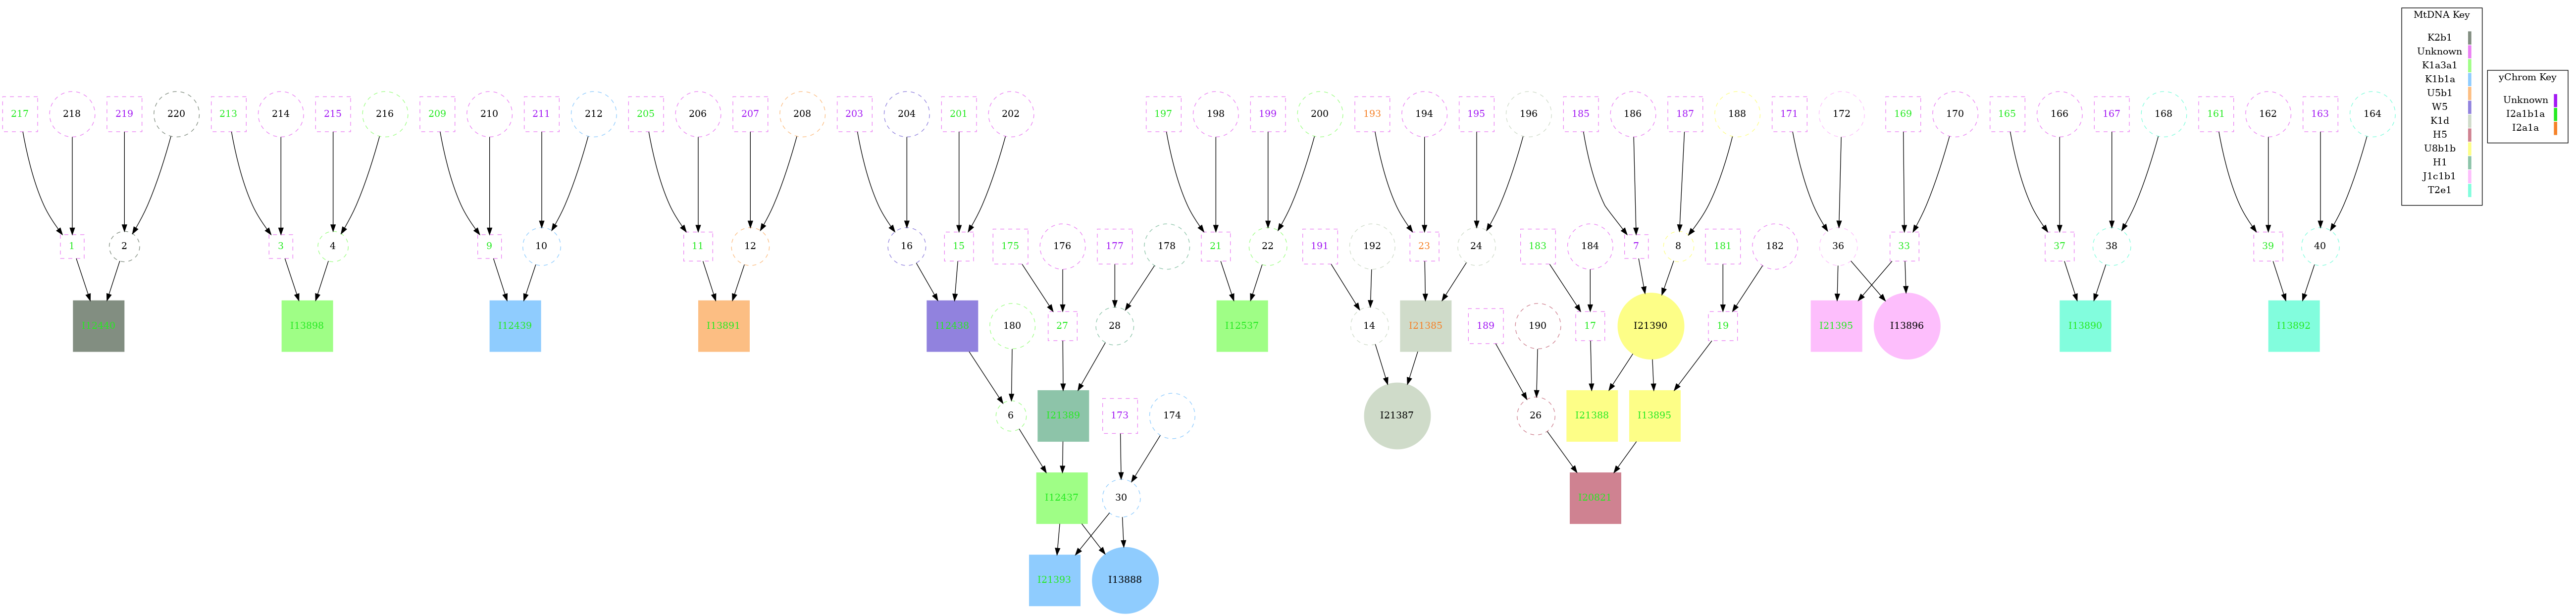 217 218 219 220 213 214 215 216 209 210 211 212 205 206 207 208 203 204 201 202 197 198 199 200 193 194 195 196 185 186 187 188 171 172 169 170 165 166 167 168 161 162 163 164
1 2 3 4 9 10 11 12 16 15 175 176 177 178 21 22 191 192 23 24 183 184 7 8 181 182 36 33 37 38 39 40
I13898 I12439 I13891 180 27 28 I12537 14 I21385 189 190 17 I21390 19 I21395 I13896 I13890 I13892
6 I21389 173 174 I21387 26 I21388 I13895
I12437 30
I21393 I13888
MtDNA Key
K2b1
Unknown
K1a3a1
K1b1a
U5b1
W5
K1d
H5
U8b1b
H1
J1c1b1
T2e1
yChrom Key
Unknown
I2a1b1a
I2a1a